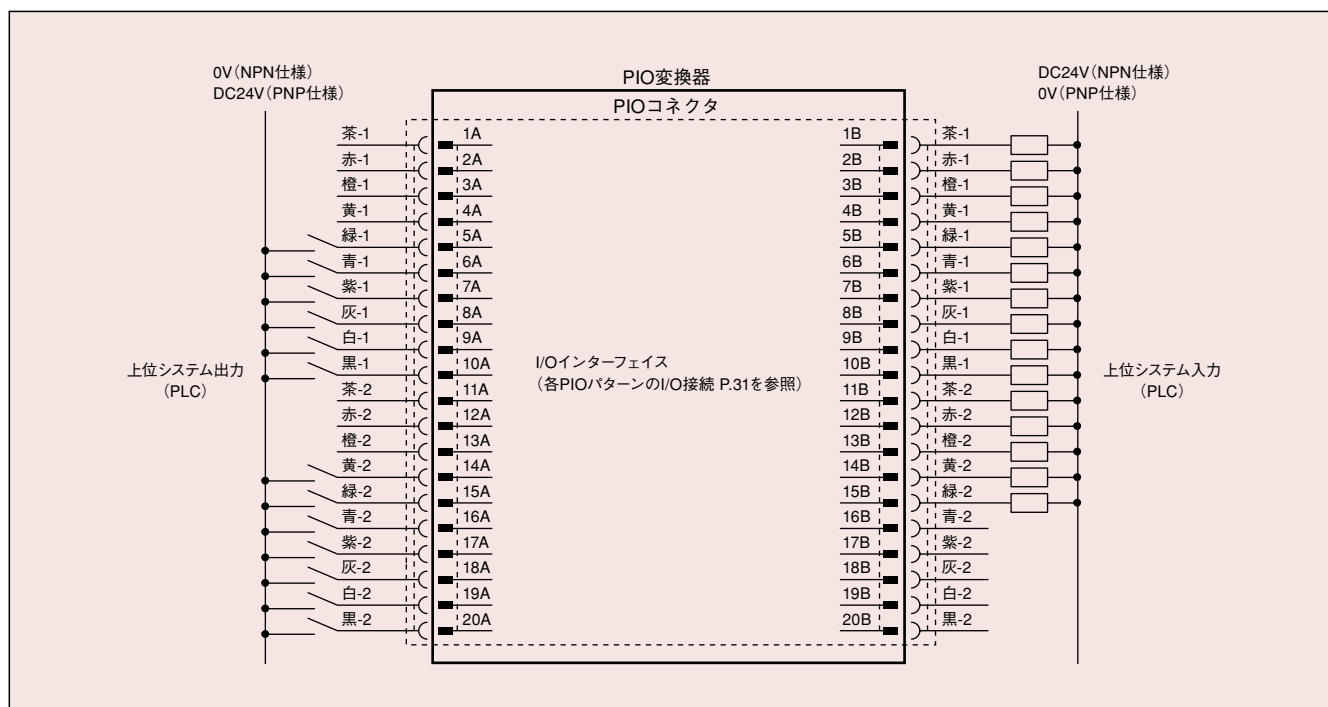 0V（NPN仕様）
DC24V（PNP仕様）
PIO変換器
PIOコネクタ
DC24V（NPN仕様）
0V（PNP仕様）
茶-1 1A 1B 茶-1
赤-1 2A 2B 赤-1
橙-1 3A 3B 橙-1
黄-1 4A 4B 黄-1
緑-1 5A 5B 緑-1
青-1 6A 6B 青-1
紫-1 7A 7B 紫-1
灰-1 8A 8B 灰-1
白-1 9A 9B 白-1
黒-1 10A 10B 黒-1
茶-2 11A 11B 茶-2
赤-2 12A 12B 赤-2
橙-2 13A 13B 橙-2
黄-2 14A 14B 黄-2
緑-2 15A 15B 緑-2
青-2 16A 16B 青-2
紫-2 17A 17B 紫-2
灰-2 18A 18B 灰-2
白-2 19A 19B 白-2
黒-2 20A 20B 黒-2
上位システム出力
（PLC）
I/Oインターフェイス
（各PIOパターンのI/O接続 P.31を参照）
上位システム入力
（PLC）